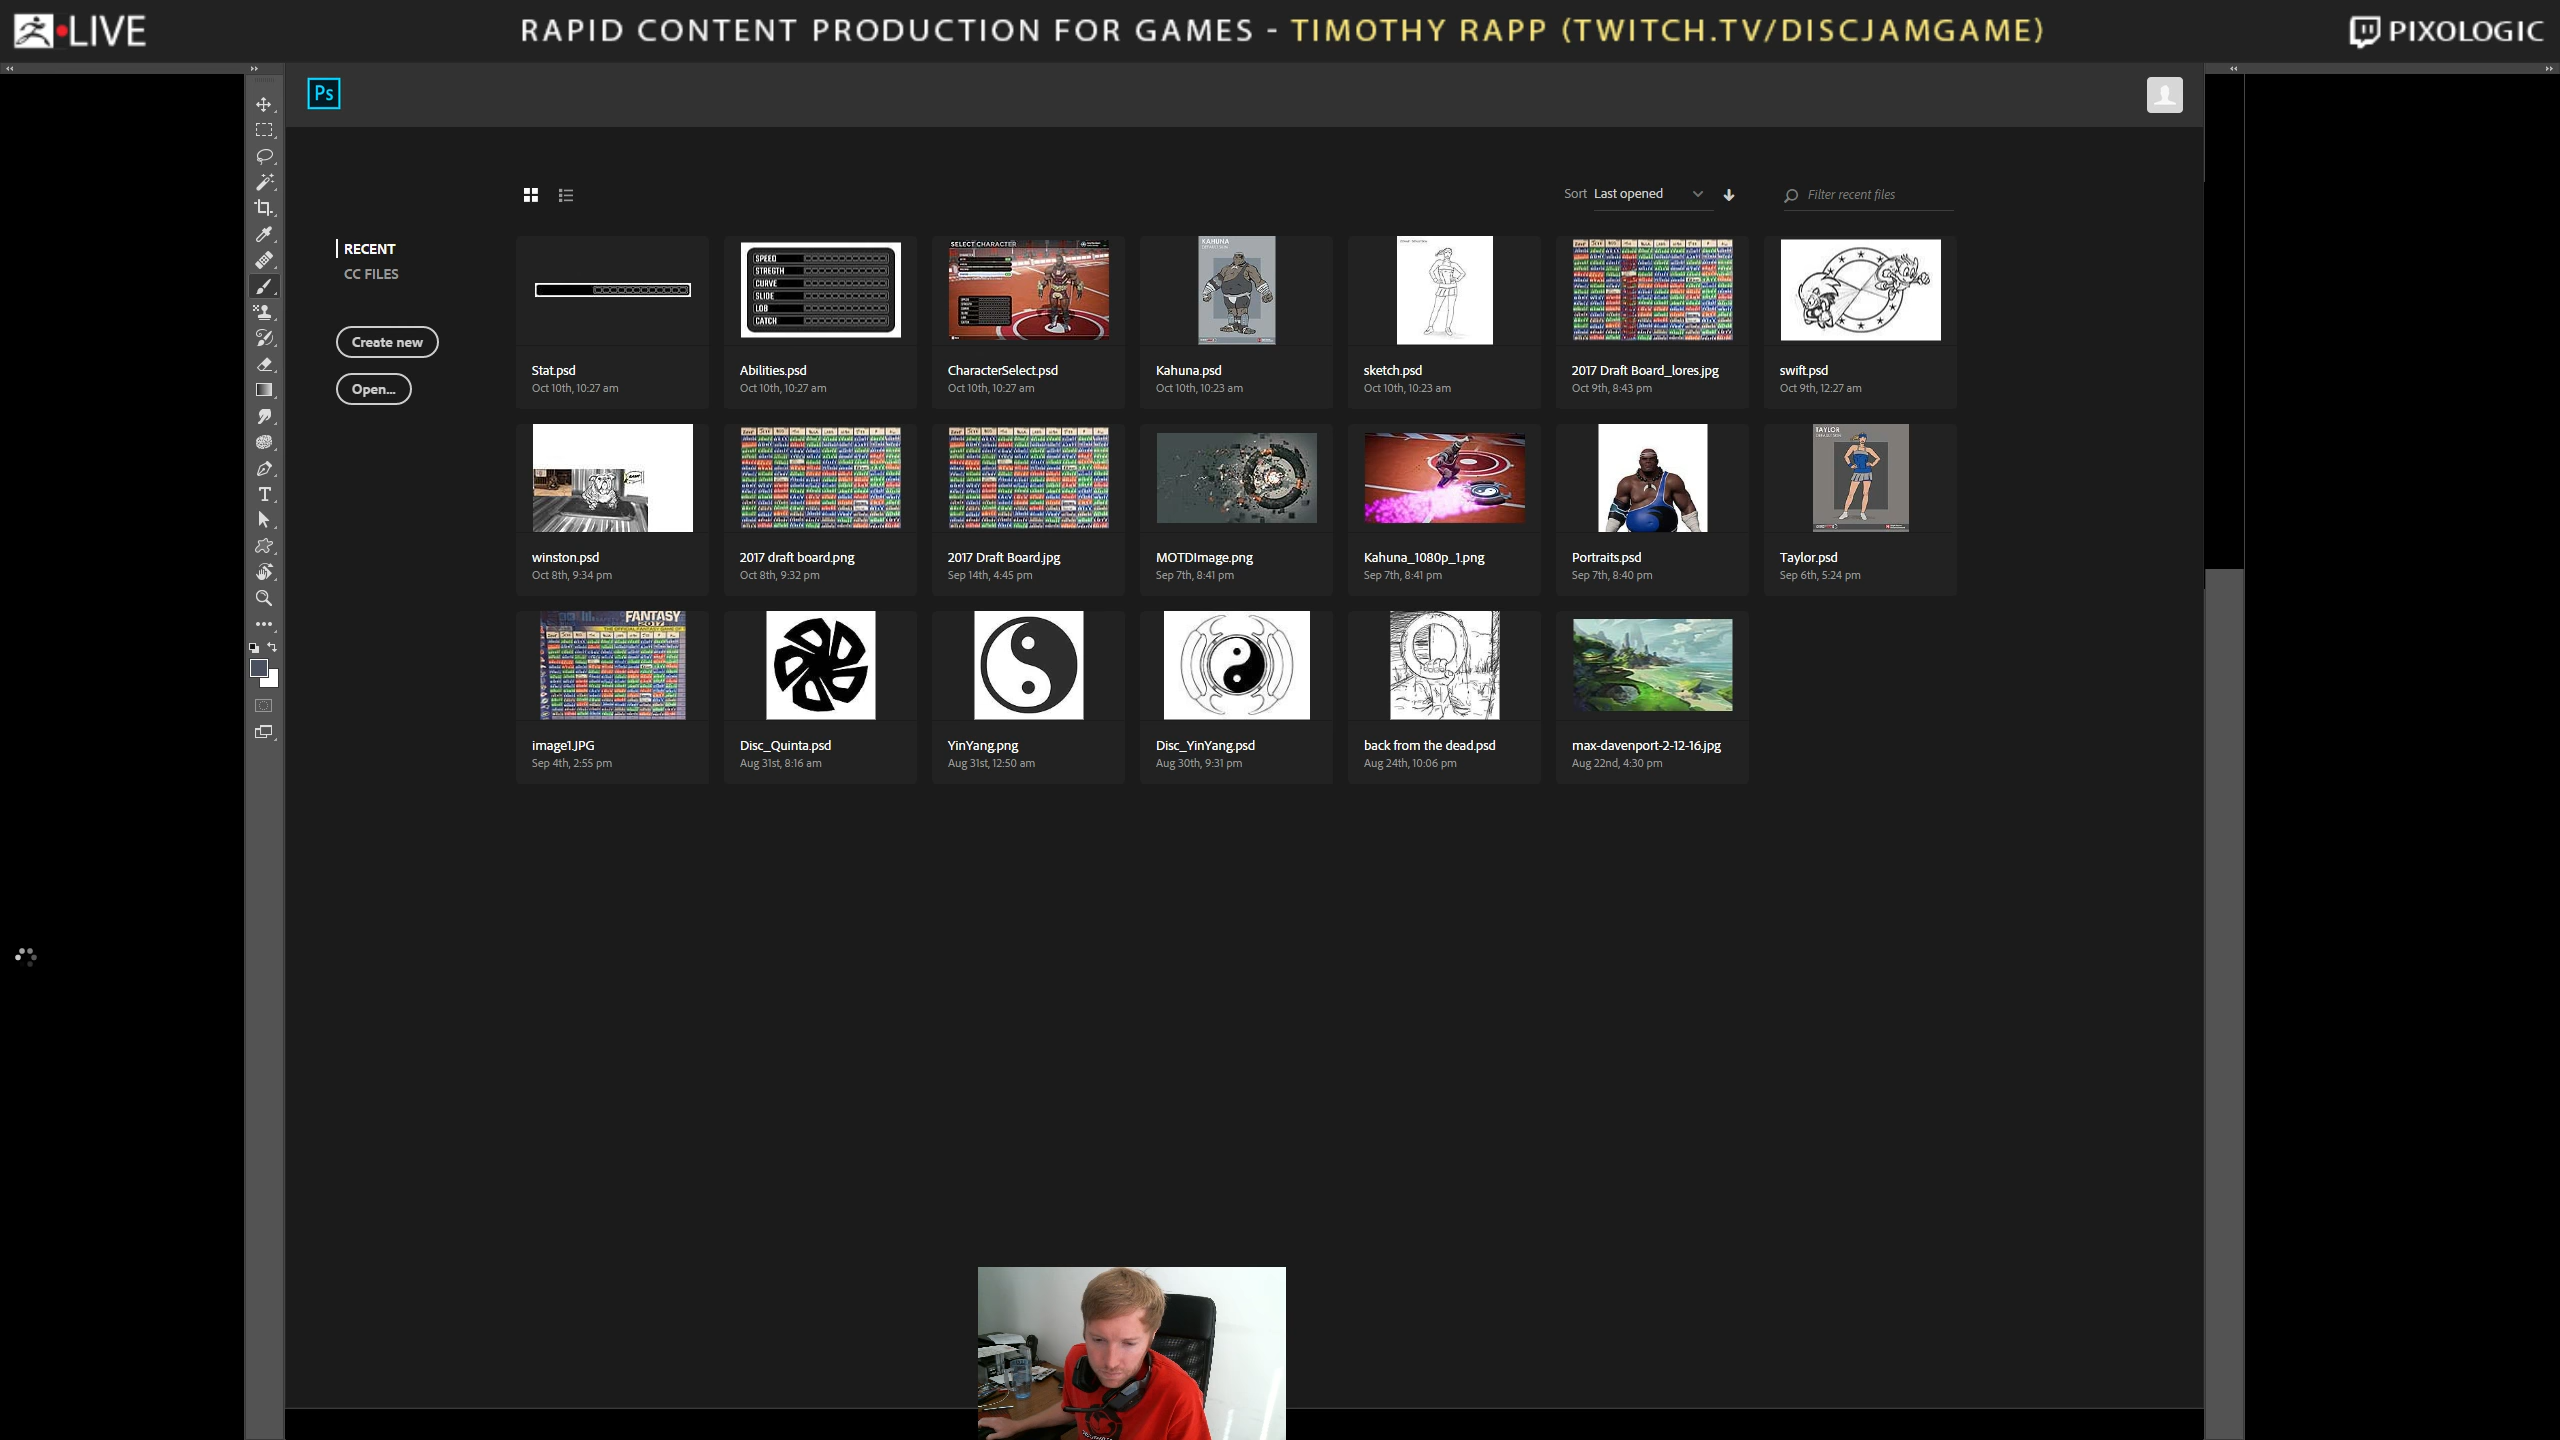 LIVE
RAPID CONTENT PRODUCTION FOR GAMES - TIMOTHY RAPP (TWITCH.TV/DISCJAMGAME)
PIXOLOGIC
Ps
Sort Last opened
Filter recent files
RECENT
CC FILES
Create new
Open...
SPEED
STREGTH
CURVE
SLIDE
LOB
CATCH
SELECT CHARACTER
KAHUNA
Stat.psd
Oct 10th, 10:27 am
Abilities.psd
Oct 10th, 10:27 am
CharacterSelect.psd
Oct 10th, 10:27 am
Kahuna.psd
Oct 10th, 10:23 am
sketch.psd
Oct 10th, 10:23 am
2017 Draft Board_lores.jpg
Oct 9th, 8:43 pm
swift.psd
Oct 9th, 12:27 am
TAYLOR
winston.psd
Oct 8th, 9:34 pm
2017 draft board.png
Oct 8th, 9:32 pm
2017 Draft Board.jpg
Sep 14th, 4:45 pm
MOTDImage.png
Sep 7th, 8:41 pm
Kahuna_1080p_1.png
Sep 7th, 8:41 pm
Portraits.psd
Sep 7th, 8:40 pm
Taylor.psd
Sep 6th, 5:24 pm
FANTASY
2017
image1.JPG
Sep 4th, 2:55 pm
Disc_Quinta.psd
Aug 31st, 8:16 am
YinYang.png
Aug 31st, 12:50 am
Disc_YinYang.psd
Aug 30th, 9:31 pm
back from the dead.psd
Aug 24th, 10:06 pm
max-davenport-2-12-16.jpg
Aug 22nd, 4:30 pm